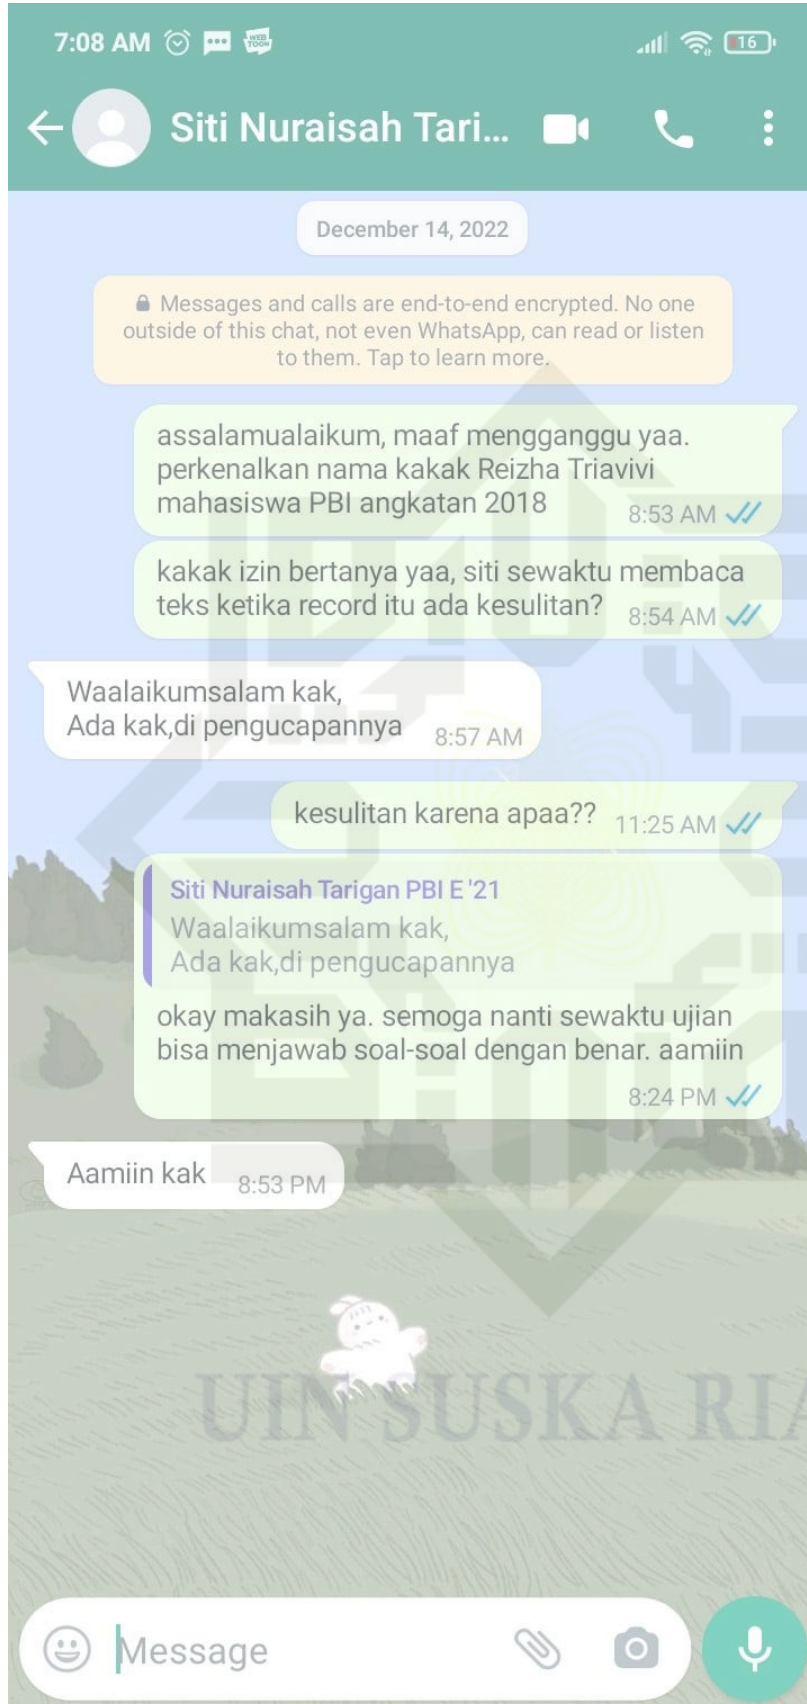 7:08 AM
WEB
TOON
16
Siti Nuraisah Tari...
December 14, 2022
Messages and calls are end-to-end encrypted. No one
outside of this chat, not even WhatsApp, can read or listen
to them. Tap to learn more.
assalamualaikum, maaf mengganggu yaa.
perkenalkan nama kakak Reizha Triavivi
mahasiswa PBI angkatan 2018 8:53 AM
kakak izin bertanya yaa, siti sewaktu membaca
teks ketika record itu ada kesulitan? 8:54 AM
Waalaikumsalam kak,
Ada kak,di pengucapannya 8:57 AM
kesulitan karena apaa?? 11:25 AM
Siti Nuraisah Tarigan PBI E '21
Waalaikumsalam kak,
Ada kak,di pengucapannya
okay makasih ya. semoga nanti sewaktu ujian
bisa menjawab soal-soal dengan benar. aamiin
8:24 PM
Aamiin kak 8:53 PM
UIN SUSKA RIA
Message